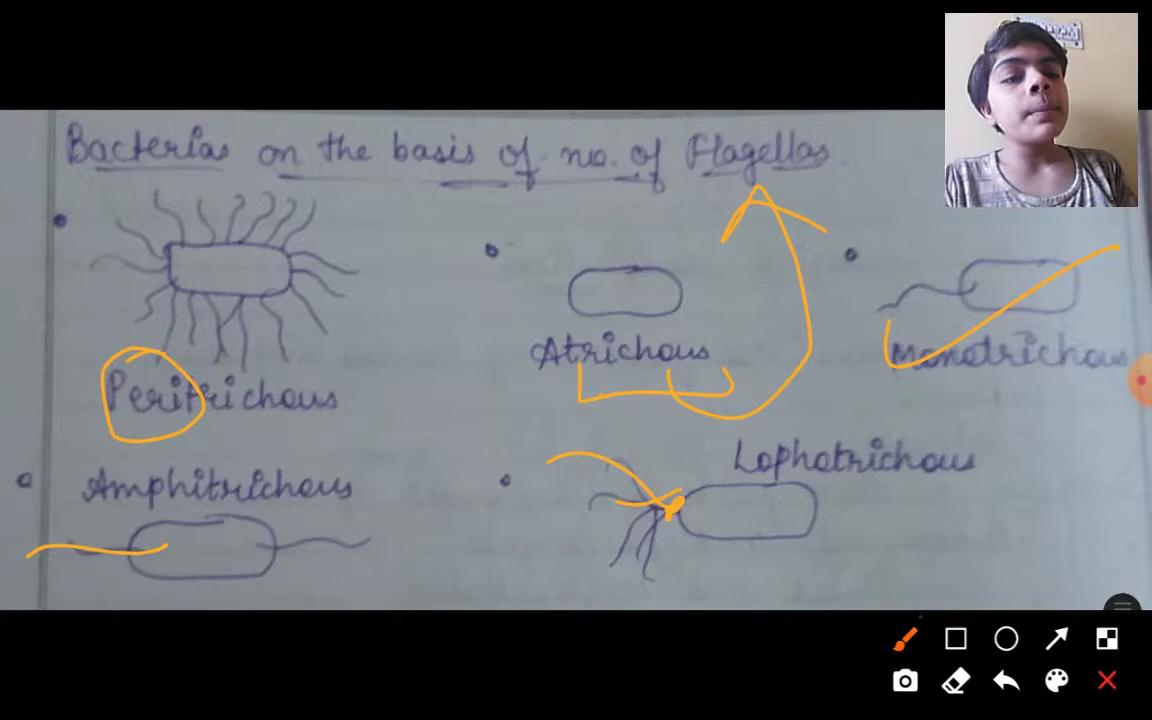 Bacterias on the basis of no. of Flagellas.
Atrichous
Monotrichous
Peritrichous
Lophotrichous
Amphitrichous